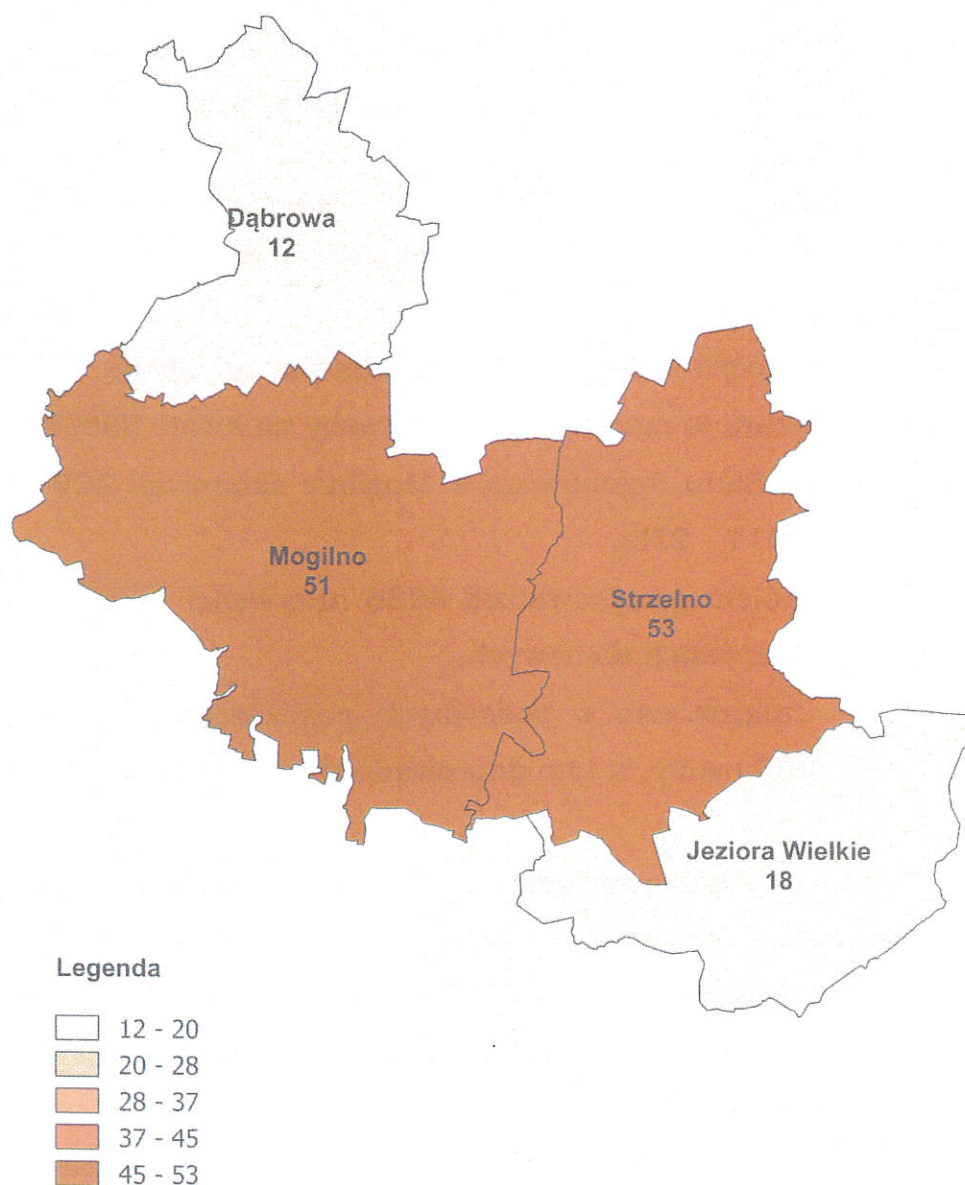 Dąbrowa
12
Mogilno
51
Strzelno
53
Jeziora Wielkie
18
Legenda
12 - 20
20 - 28
28 - 37
37 - 45
45 - 53